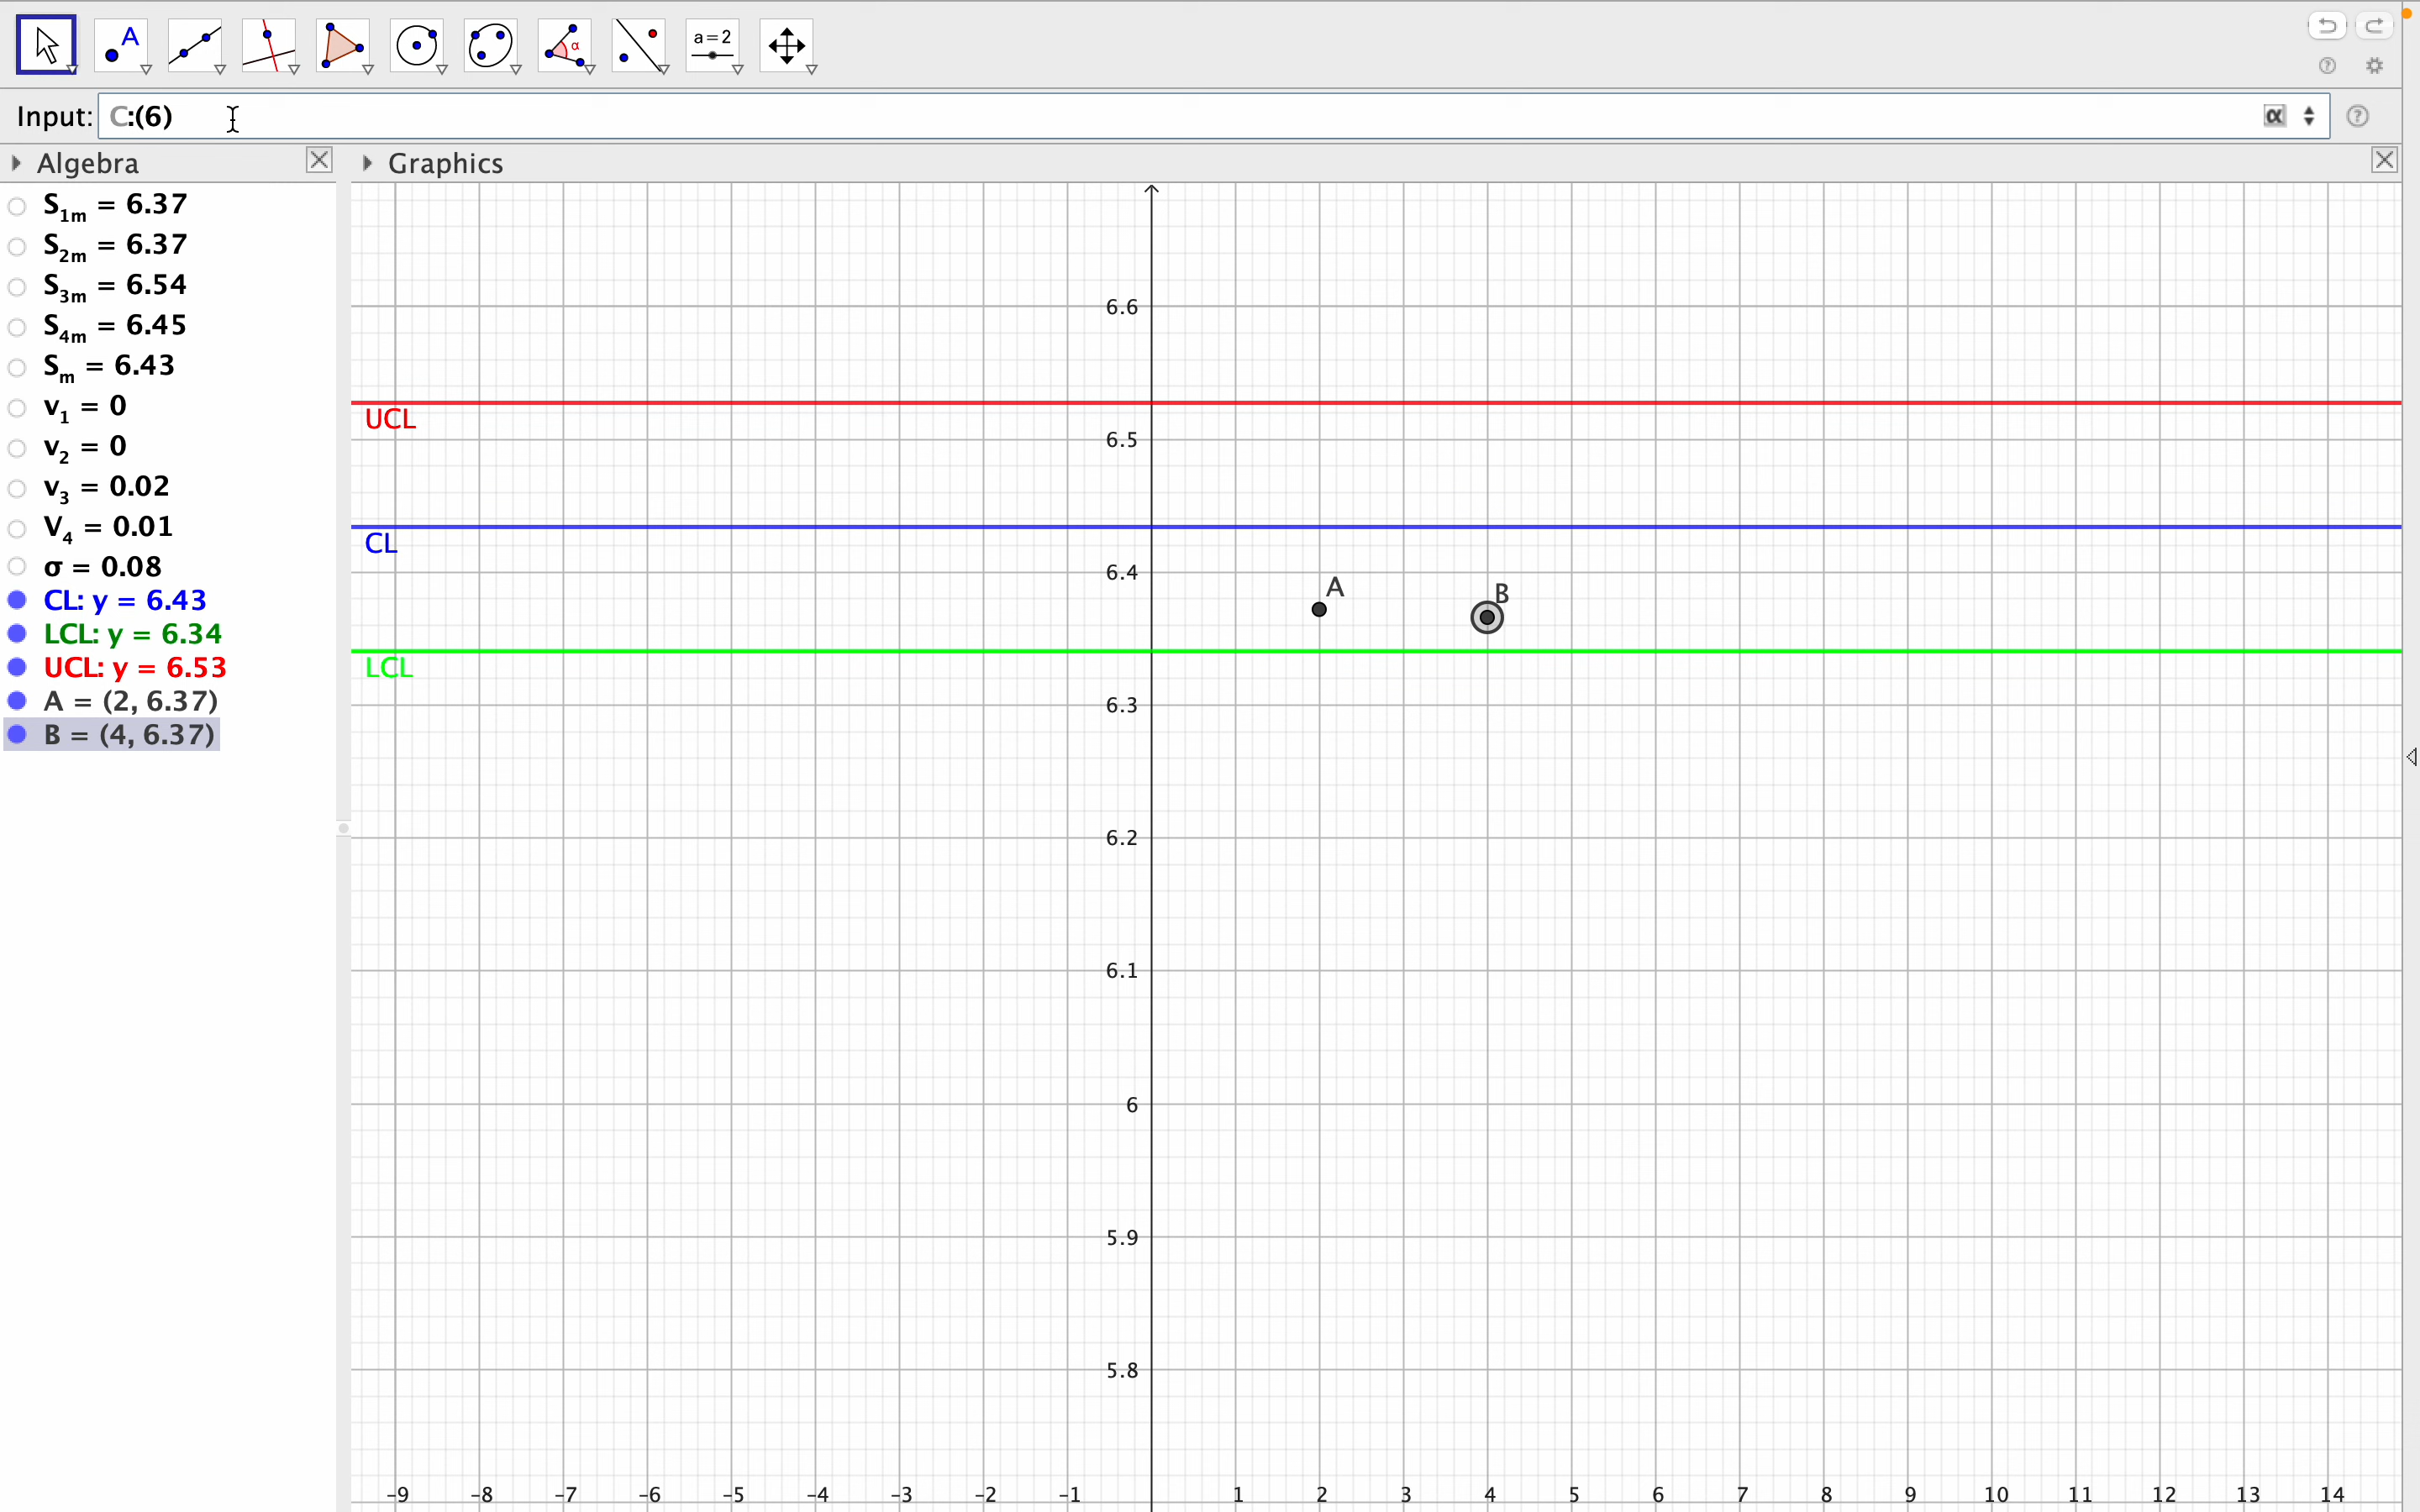 A
α
a=2
Input: C:(6)
α
?
?
Algebra
Graphics
S1m = 6.37
S2m = 6.37
S3m = 6.54
S4m = 6.45
Sm = 6.43
v1 = 0
v2 = 0
v3 = 0.02
V4 = 0.01
σ = 0.08
CL: y = 6.43
LCL: y = 6.34
UCL: y = 6.53
A = (2, 6.37)
B = (4, 6.37)
6.6
UCL
6.5
CL
6.4
A
B
LCL
6.3
6.2
6.1
6
5.9
5.8
-9 -8 -7 -6 -5 -4 -3 -2 -1 1 2 3 4 5 6 7 8 9 10 11 12 13 14